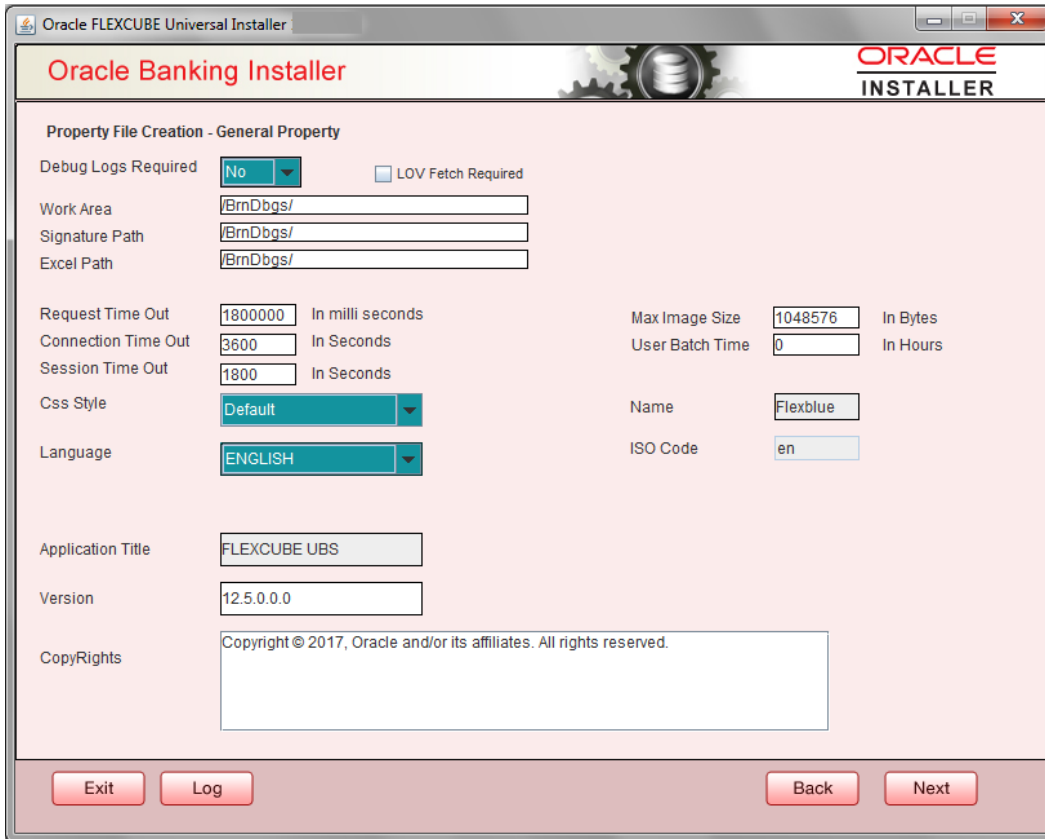 Oracle FLEXCUBE Universal Installer
Oracle Banking Installer
ORACLE
INSTALLER
Property File Creation - General Property
Debug Logs Required No LOV Fetch Required
Work Area /BrnDbgs/
Signature Path /BrnDbgs/
Excel Path /BrnDbgs/
Request Time Out 1800000 In milli seconds Max Image Size 1048576 In Bytes
Connection Time Out 3600 In Seconds User Batch Time 0 In Hours
Session Time Out 1800 In Seconds
Css Style Default Name Flexblue
Language ENGLISH ISO Code en
Application Title FLEXCUBE UBS
Version 12.5.0.0.0
CopyRights Copyright © 2017, Oracle and/or its affiliates. All rights reserved.
Exit Log Back Next